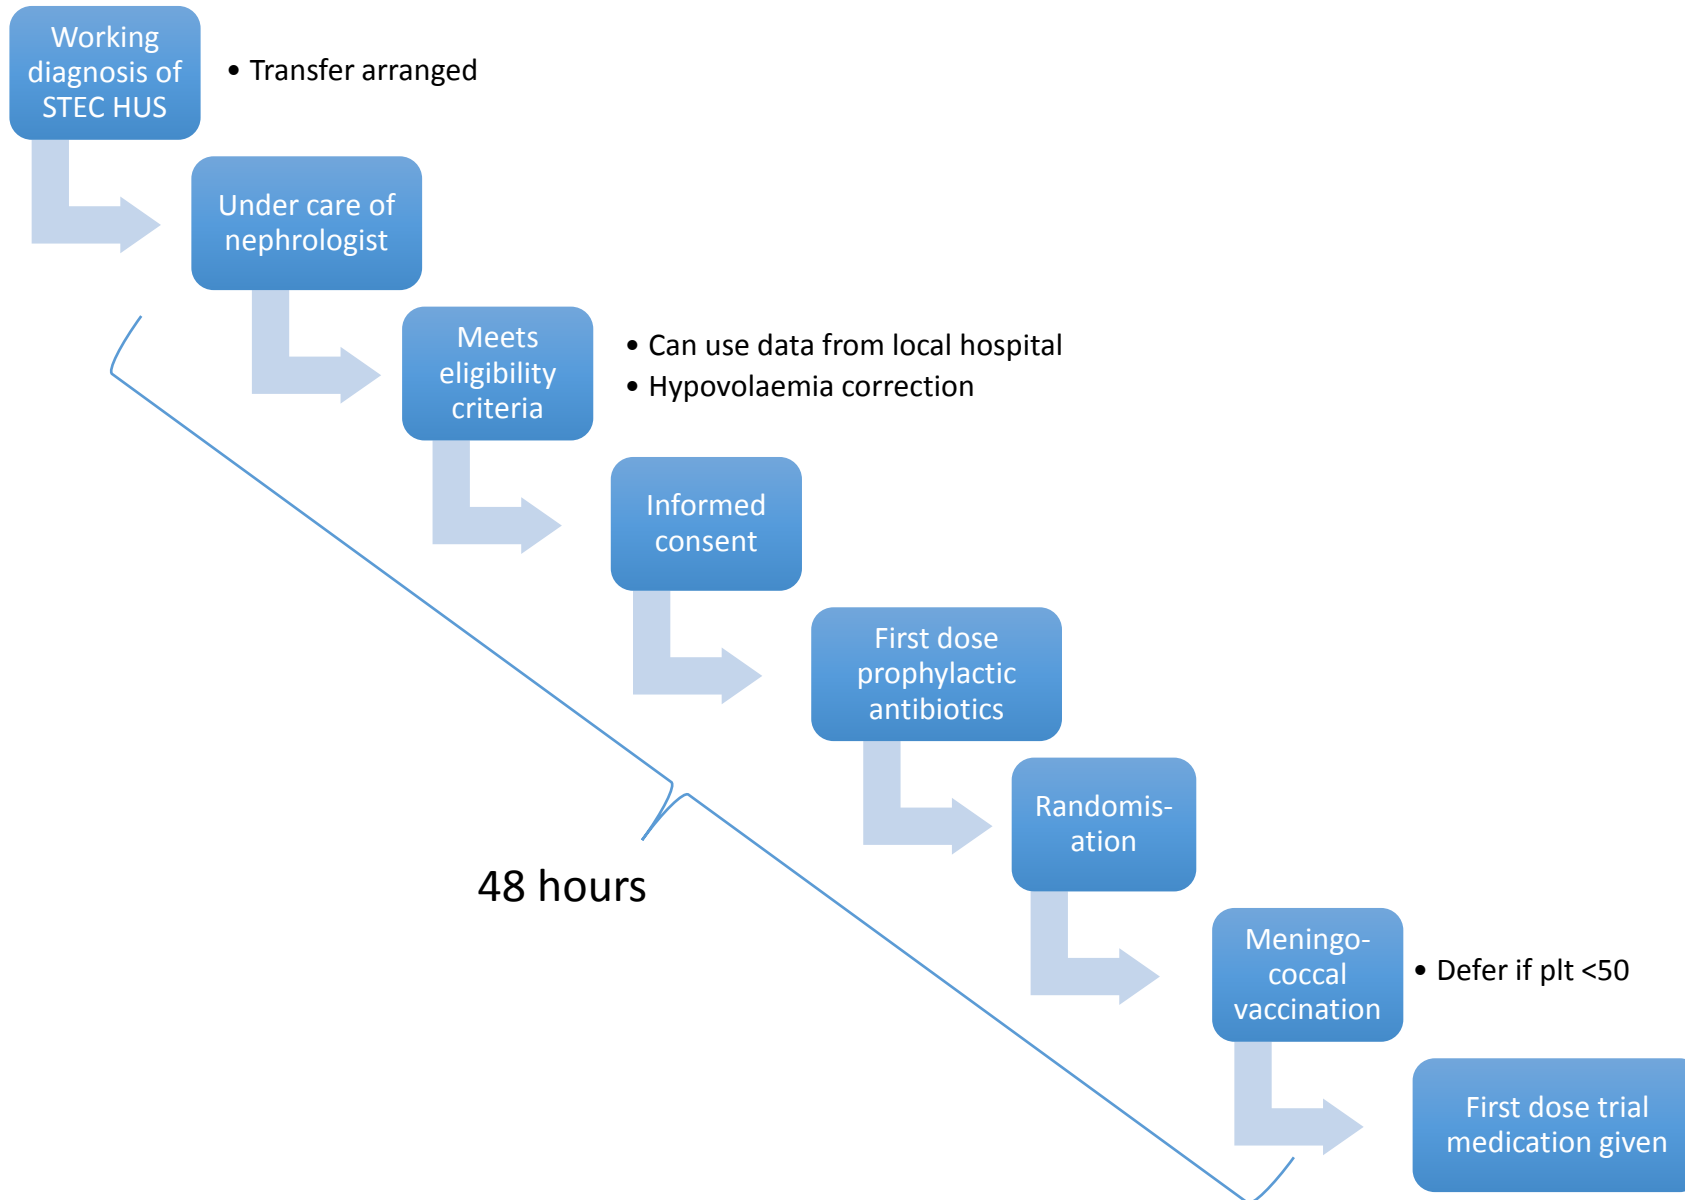 Working
diagnosis of
STEC HUS
• Transfer arranged
Under care of
nephrologist
Meets
eligibility
criteria
• Can use data from local hospital
• Hypovolaemia correction
Informed
consent
First dose
prophylactic
antibiotics
Randomis-
ation
48 hours
Meningo-
coccal
vaccination
• Defer if plt <50
First dose trial
medication given